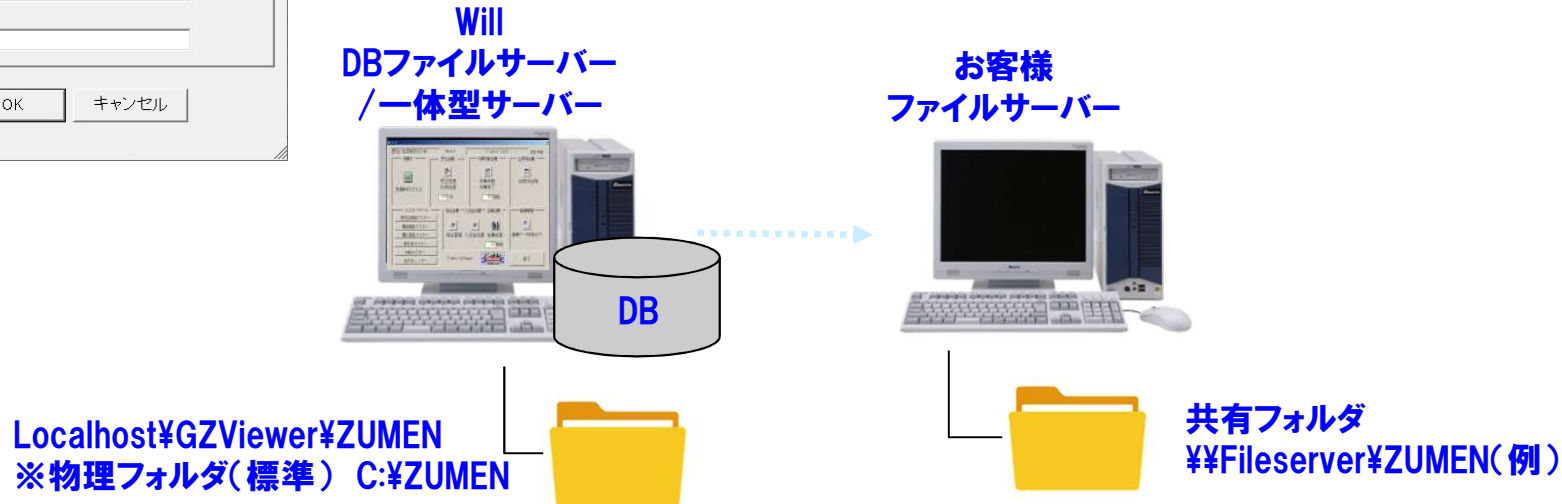 OK
キャンセル
Will
DBファイルサーバー
/一体型サーバー
お客様
ファイルサーバー
DB
Localhost¥GZViewer¥ZUMEN
※物理フォルダ(標準) C:¥ZUMEN
共有フォルダ
¥¥Fileserver¥ZUMEN(例)